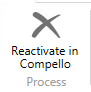 Reactivate in
Compello
Process